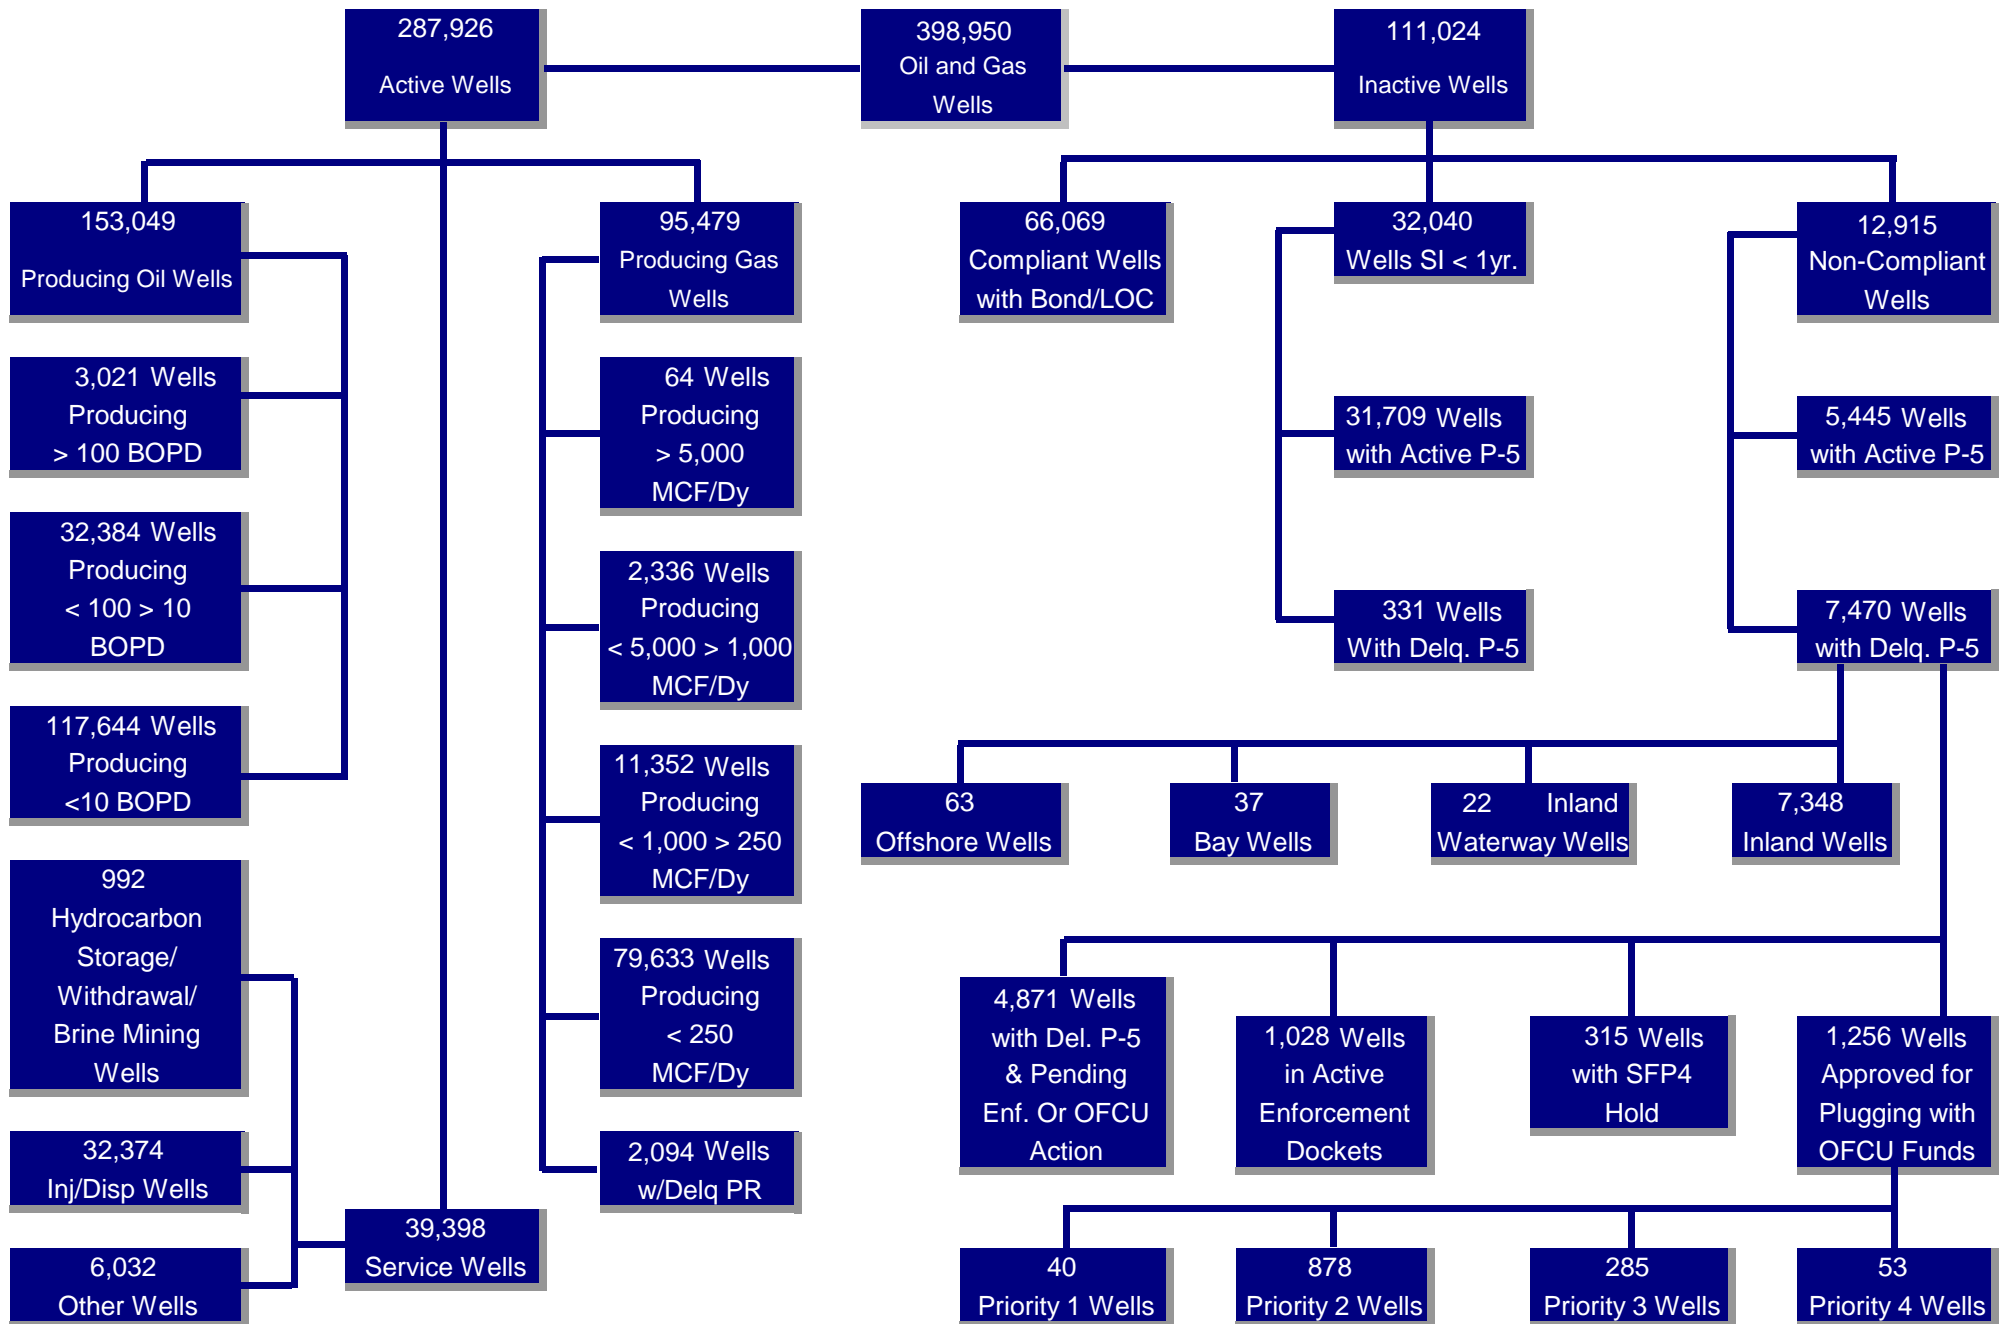 287,926
Active Wells
398,950
Oil and Gas
Wells
111,024
Inactive Wells
153,049
Producing Oil Wells
95,479
Producing Gas
Wells
66,069
Compliant Wells
with Bond/LOC
32,040
Wells SI < 1yr.
12,915
Non-Compliant
Wells
3,021 Wells
Producing
> 100 BOPD
64 Wells
Producing
> 5,000
MCF/Dy
31,709 Wells
with Active P-5
5,445 Wells
with Active P-5
32,384 Wells
Producing
< 100 > 10
BOPD
2,336 Wells
Producing
< 5,000 > 1,000
MCF/Dy
331 Wells
With Delq. P-5
7,470 Wells
with Delq. P-5
117,644 Wells
Producing
<10 BOPD
11,352 Wells
Producing
< 1,000 > 250
MCF/Dy
63
Offshore Wells
37
Bay Wells
22 Inland
Waterway Wells
7,348
Inland Wells
992
Hydrocarbon
Storage/
Withdrawal/
Brine Mining
Wells
79,633 Wells
Producing
< 250
MCF/Dy
4,871 Wells
with Del. P-5
& Pending
Enf. Or OFCU
Action
1,028 Wells
in Active
Enforcement
Dockets
315 Wells
with SFP4
Hold
1,256 Wells
Approved for
Plugging with
OFCU Funds
32,374
Inj/Disp Wells
2,094 Wells
w/Delq PR
39,398
Service Wells
6,032
Other Wells
40
Priority 1 Wells
878
Priority 2 Wells
285
Priority 3 Wells
53
Priority 4 Wells